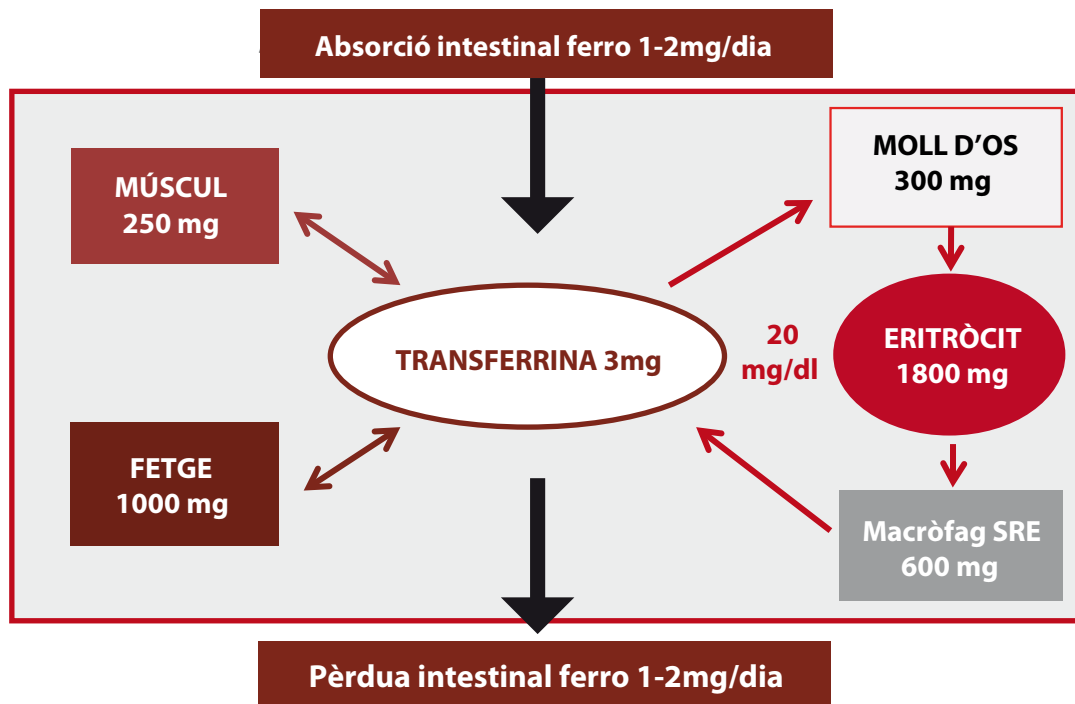 Absorció intestinal ferro 1-2mg/dia
MÚSCUL
250 mg
MOLL D'OS
300 mg
TRANSFERRINA 3mg
20
mg/dl
ERITRÒCIT
1800 mg
FETGE
1000 mg
Macròfag SRE
600 mg
Pèrdua intestinal ferro 1-2mg/dia